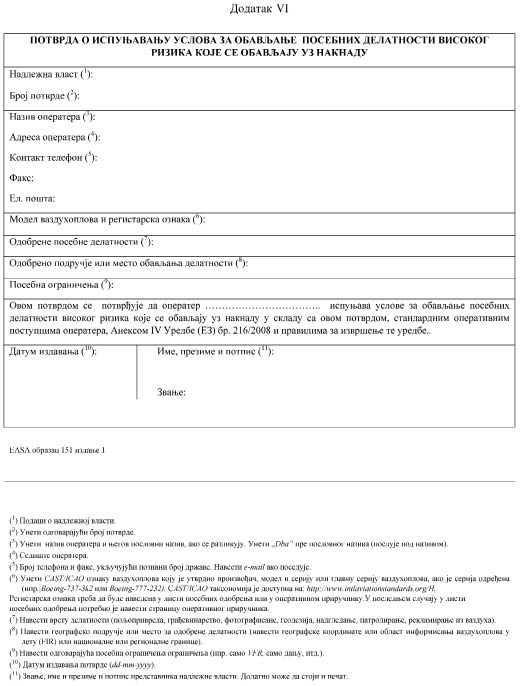 Додатак VI
ПОТВРДА О ИСПУЊАВАЊУ УСЛОВА ЗА ОБАВЉАЊЕ ПОСЕБНИХ ДЕЛАТНОСТИ ВИСОКОГ
РИЗИКА КОЈЕ СЕ ОБАВЉАЈУ УЗ НАКНАДУ
Надлежна власт (¹):
Број потврде (²):
Назив оператера (³):
Адреса оператера (⁴):
Контакт телефон (⁵):
Факс:
Ел. пошта:
Модел ваздухоплова и регистарска ознака (⁶):
Одобрене посебне делатности (⁷):
Одобрено подручје или место обављања делатности (⁸):
Посебна ограничења (⁹):
Овом потврдом се потврђује да оператер …………………………….. испуњава услове за обављање посебних
делатности високог ризика које се обављају уз накнаду у складу са овом потврдом, стандардним оперативним
поступцима оператера, Анексом IV Уредбе (ЕЗ) бр. 216/2008 и правилима за извршење те уредбе..
Датум издавања (¹⁰): Име, презиме и потпис (¹¹):
Звање:
EASA образац 151 издање 1
(¹) Подаци о надлежној власти.
(²) Унети одговарајући број потврде.
(³) Унети назив оператера и његов пословни назив, ако се разликују. Унети „Dba” пре пословног назива (послује под називом).
(⁴) Седиште оператера.
(⁵) Број телефона и факс, укључујући позивни број државе. Навести e-mail ако поседује.
(⁶) Унети CAST/ICAO ознаку ваздухоплова коју је утврдио произвођач, модел и серију или главну серију ваздухоплова, ако је серија одређена
(нпр. Boeing-737-3k2 или Boeing-777-232). CAST/ICAO таксономија је доступна на: http://www.intlaviationstandards.org/H.
Регистарска ознака треба да буде наведена у листи посебних одобрења или у оперативном приручнику.У последњем случају у листи
посебних одобрења потребно је навести страницу оперативног приручника.
(⁷) Навести врсту делатности (пољопривреда, грађевинарство, фотографисање, геодезија, надгледање, патролирање, рекламирање из ваздуха).
(⁸) Навести географско подручје или место за одобрене делатности (навести географске координате или област информисања ваздухоплова у
лету (FIR) или националне или регионалне границе).
(⁹) Навести одговарајућа посебна ограничења ограничења (нпр. само VFR, само дању, итд.).
(¹⁰) Датум издавања потврде (dd-mm-yyyy).
(¹¹) Звање, име и презиме и потпис представника надлежне власти. Додатно може да стоји и печат.